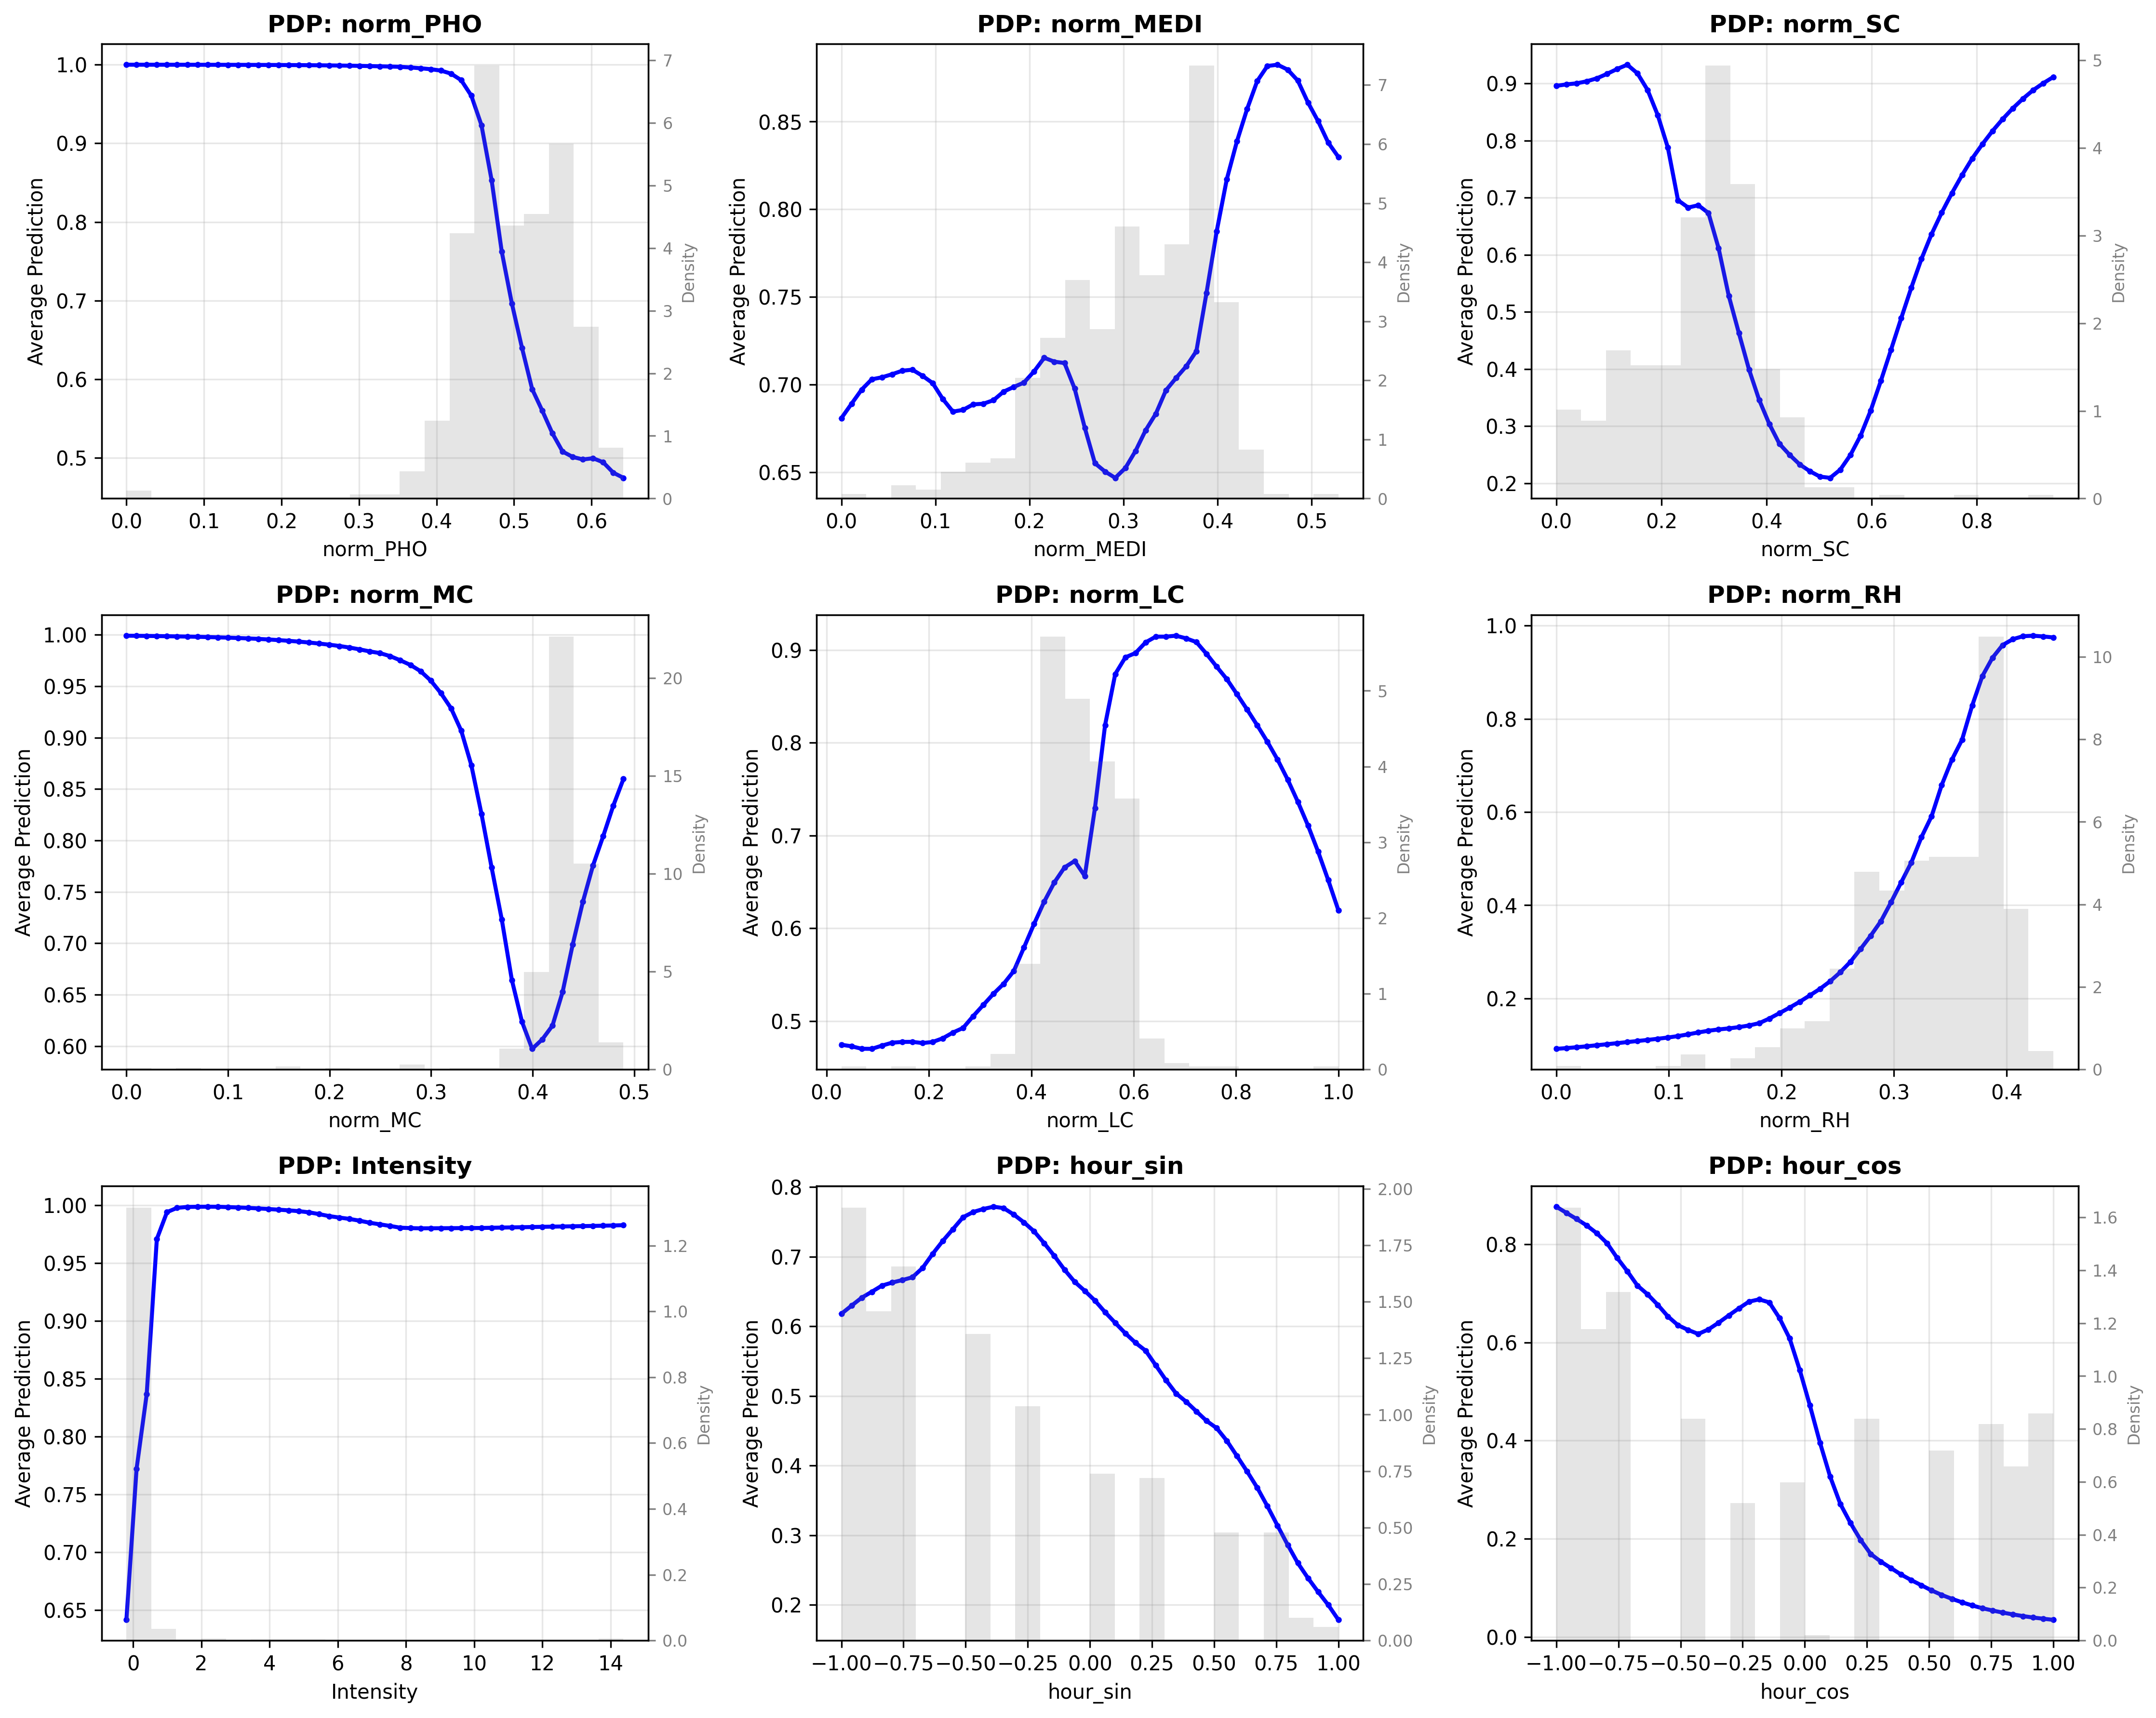 PDP: norm_PHO
1.0
0.9
0.8
0.7
0.6
0.5
Average Prediction
7
6
5
4
3
2
1
0
Density
0.0 0.1 0.2 0.3 0.4 0.5 0.6
norm_PHO
PDP: norm_MEDI
0.85
0.80
0.75
0.70
0.65
Average Prediction
7
6
5
4
3
2
1
0
Density
0.0 0.1 0.2 0.3 0.4 0.5
norm_MEDI
PDP: norm_SC
0.9
0.8
0.7
0.6
0.5
0.4
0.3
0.2
Average Prediction
5
4
3
2
1
0
Density
0.0 0.2 0.4 0.6 0.8
norm_SC
PDP: norm_MC
1.00
0.95
0.90
0.85
0.80
0.75
0.70
0.65
0.60
Average Prediction
20
15
10
5
0
Density
0.0 0.1 0.2 0.3 0.4 0.5
norm_MC
PDP: norm_LC
0.9
0.8
0.7
0.6
0.5
Average Prediction
5
4
3
2
1
0
Density
0.0 0.2 0.4 0.6 0.8 1.0
norm_LC
PDP: norm_RH
1.0
0.8
0.6
0.4
0.2
Average Prediction
10
8
6
4
2
0
Density
0.0 0.1 0.2 0.3 0.4
norm_RH
PDP: Intensity
1.00
0.95
0.90
0.85
0.80
0.75
0.70
0.65
Average Prediction
1.2
1.0
0.8
0.6
0.4
0.2
0.0
Density
0 2 4 6 8 10 12 14
Intensity
PDP: hour_sin
0.8
0.7
0.6
0.5
0.4
0.3
0.2
Average Prediction
2.00
1.75
1.50
1.25
1.00
0.75
0.50
0.25
0.00
Density
−1.00 −0.75 −0.50 −0.25 0.00 0.25 0.50 0.75 1.00
hour_sin
PDP: hour_cos
0.8
0.6
0.4
0.2
0.0
Average Prediction
1.6
1.4
1.2
1.0
0.8
0.6
0.4
0.2
0.0
Density
−1.00 −0.75 −0.50 −0.25 0.00 0.25 0.50 0.75 1.00
hour_cos